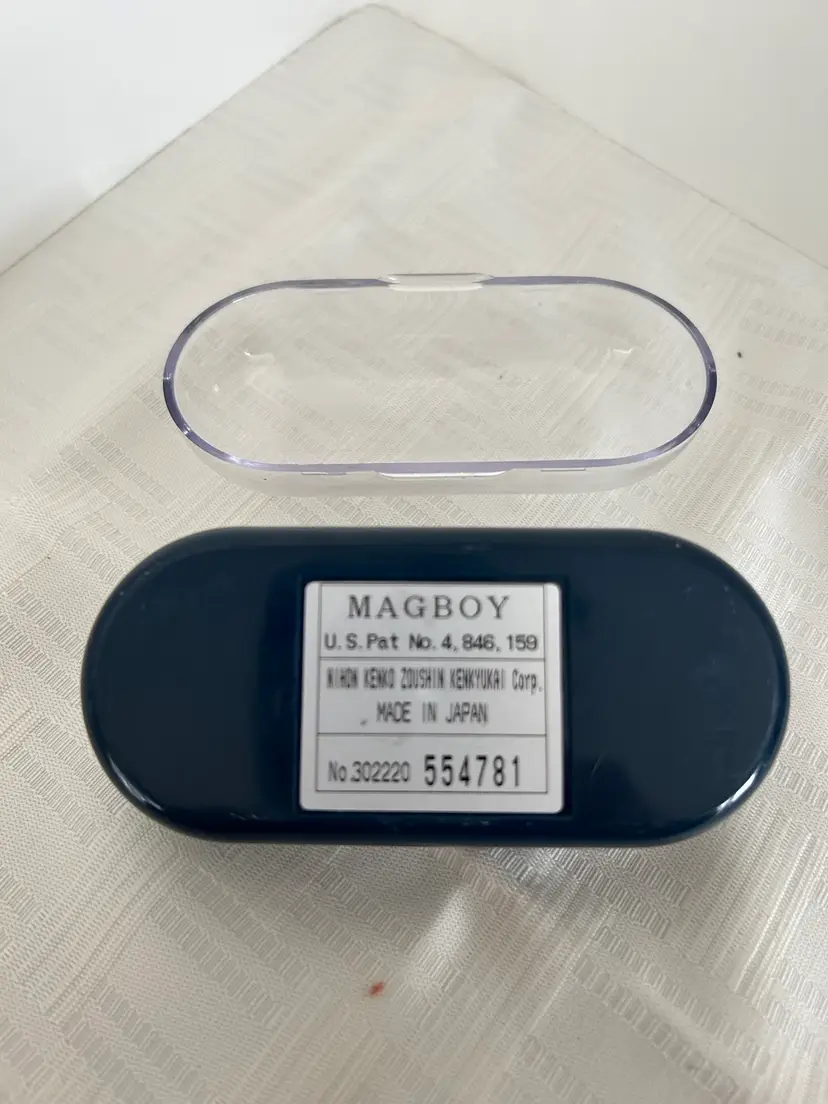 MAGBOY
U.S.Pat No.4,846,159
NIHON KENKO ZOUSHIN KENKYUKAI Corp.
MADE IN JAPAN
No.302220 554781